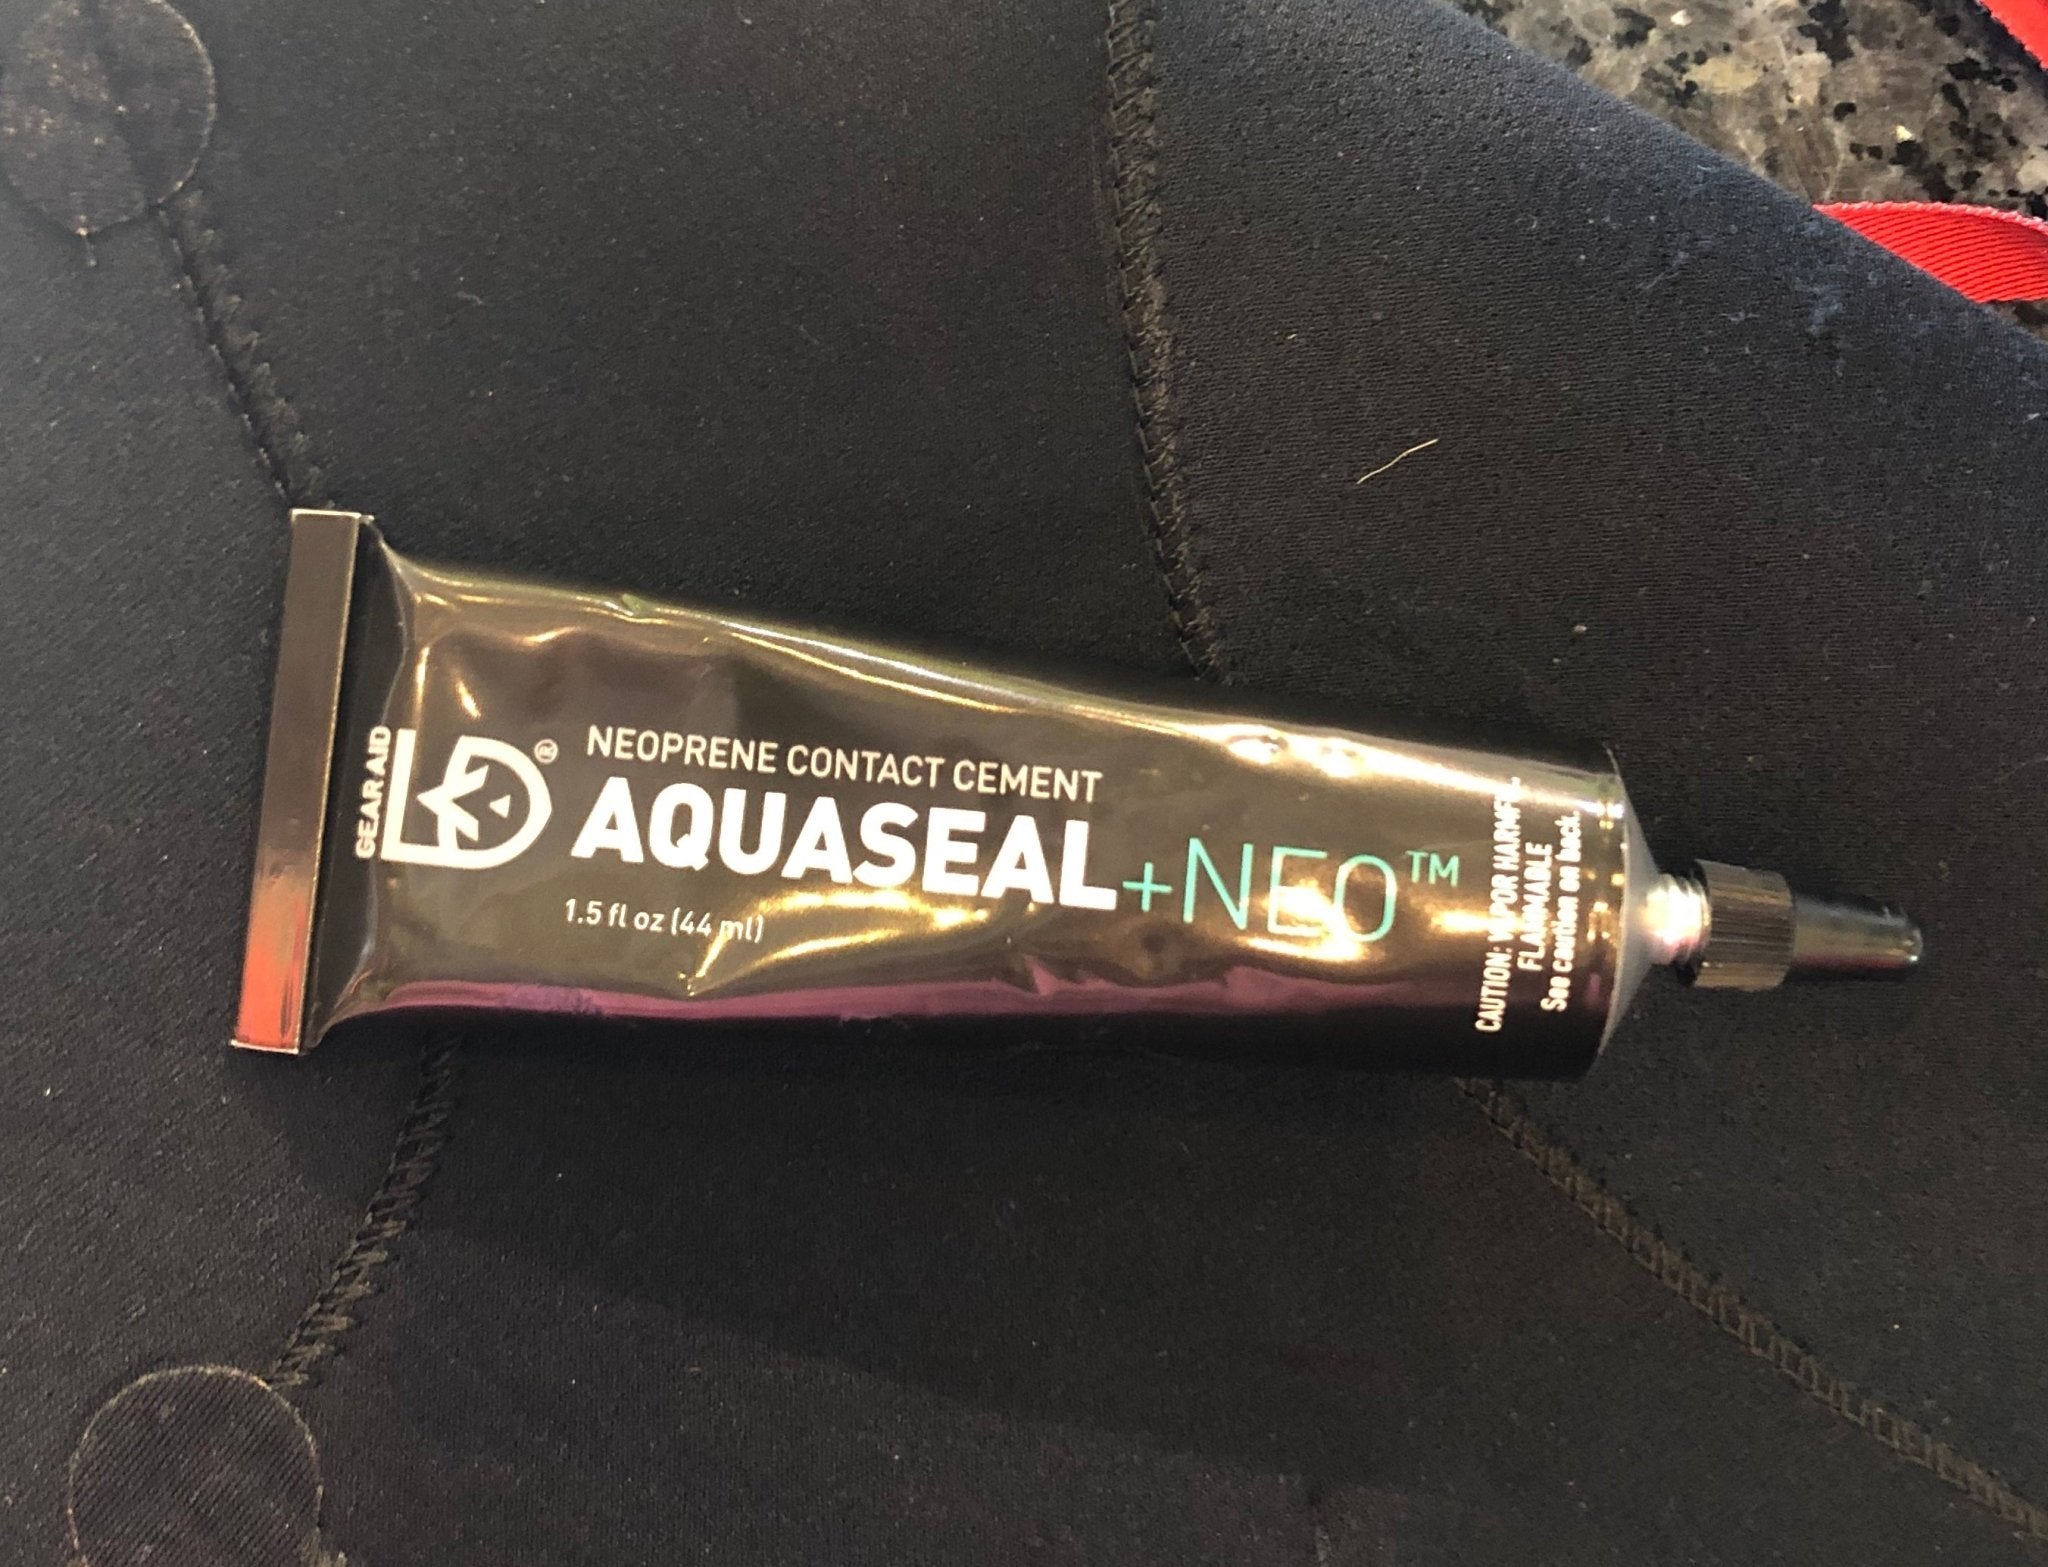 GEAR AID
®
NEOPRENE CONTACT CEMENT
AQUASEAL+NEO™
1.5 fl oz (44 ml)
CAUTION: VAPOR HARMFUL.
FLAMMABLE
See caution on back.